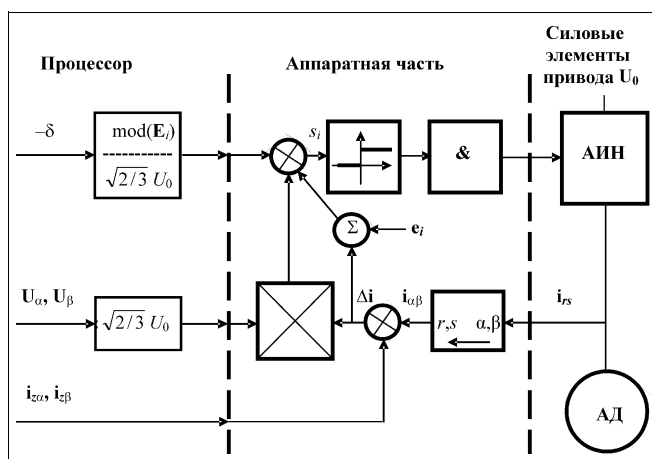 Силовые
элементы
привода U₀
Процессор
Аппаратная часть
–δ
mod(Eᵢ)
√2/3 U₀
sᵢ
&
АИН
Σ
eᵢ
Uα, Uβ
√2/3 U₀
Δi
iαβ
r,s
α,β
irs
izα, izβ
АД